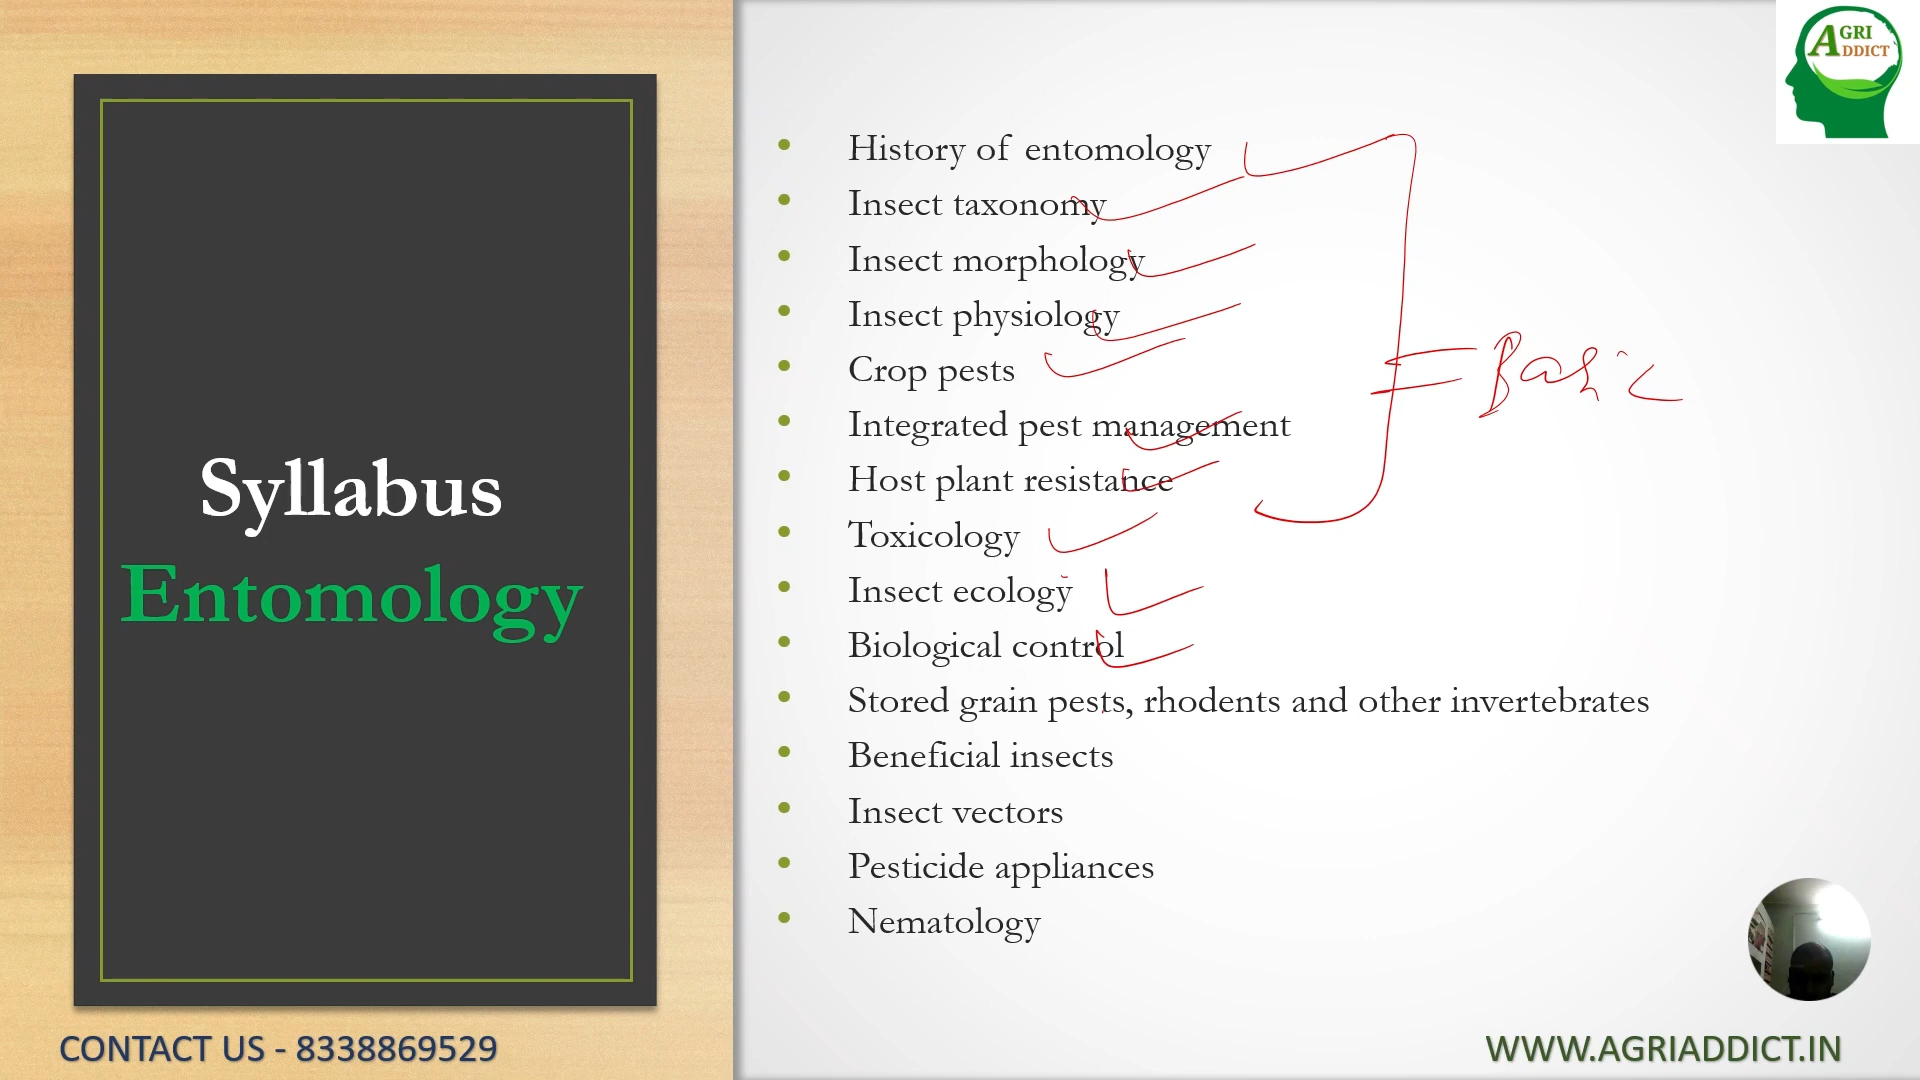 AGRI
ADDICT
Syllabus
Entomology
• History of entomology
• Insect taxonomy
• Insect morphology
• Insect physiology
• Crop pests
• Integrated pest management
• Host plant resistance
• Toxicology
• Insect ecology
• Biological control
• Stored grain pests, rhodents and other invertebrates
• Beneficial insects
• Insect vectors
• Pesticide appliances
• Nematology
Basic
CONTACT US - 8338869529
WWW.AGRIADDICT.IN